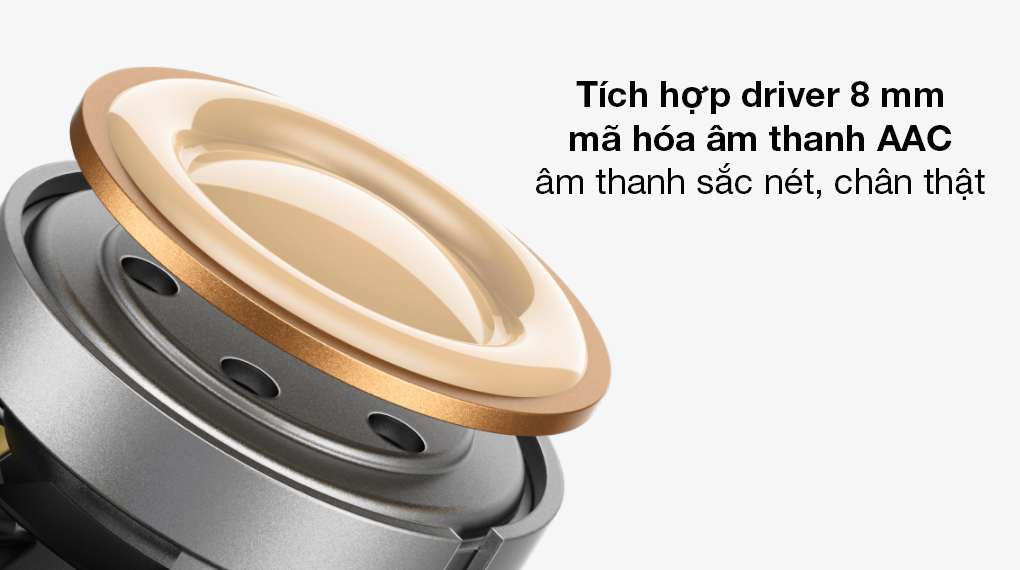 Tích hợp driver 8 mm
mã hóa âm thanh AAC
âm thanh sắc nét, chân thật